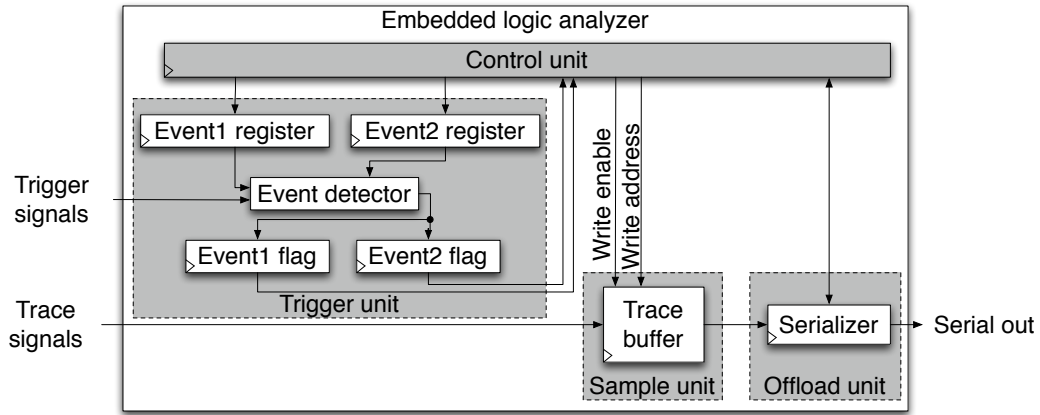 Embedded logic analyzer
Control unit
Event1 register
Event2 register
Write enable
Write address
Trigger
signals
Event detector
Event1 flag
Event2 flag
Trigger unit
Trace
signals
Trace
buffer
Serializer
Serial out
Sample unit
Offload unit